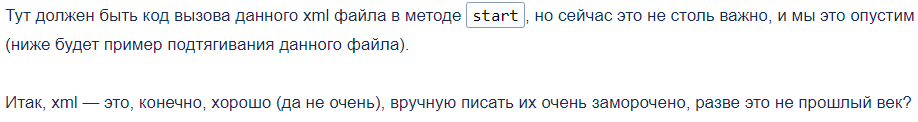 Тут должен быть код вызова данного xml файла в методе start, но сейчас это не столь важно, и мы это опустим
(ниже будет пример подтягивания данного файла).
Итак, xml — это, конечно, хорошо (да не очень), вручную писать их очень заморочено, разве это не прошлый век?